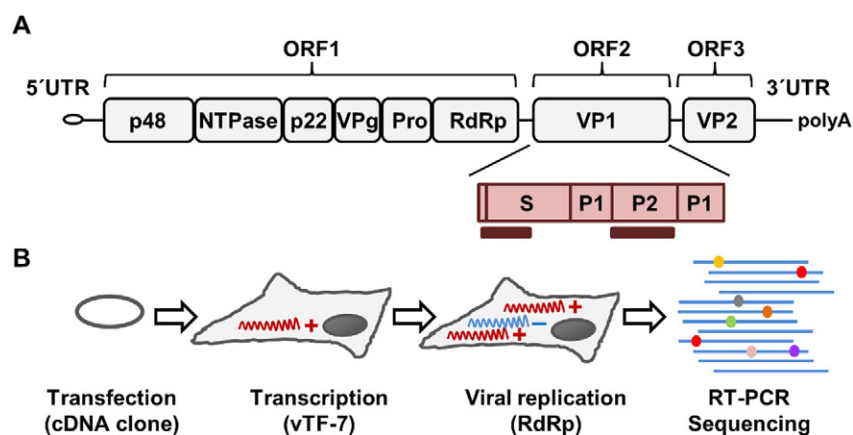 A
ORF1 ORF2 ORF3
5´UTR 3´UTR
p48 NTPase p22 VPg Pro RdRp VP1 VP2 polyA
S P1 P2 P1
B
+ + − +
Transfection Transcription Viral replication RT-PCR
(cDNA clone) (vTF-7) (RdRp) Sequencing